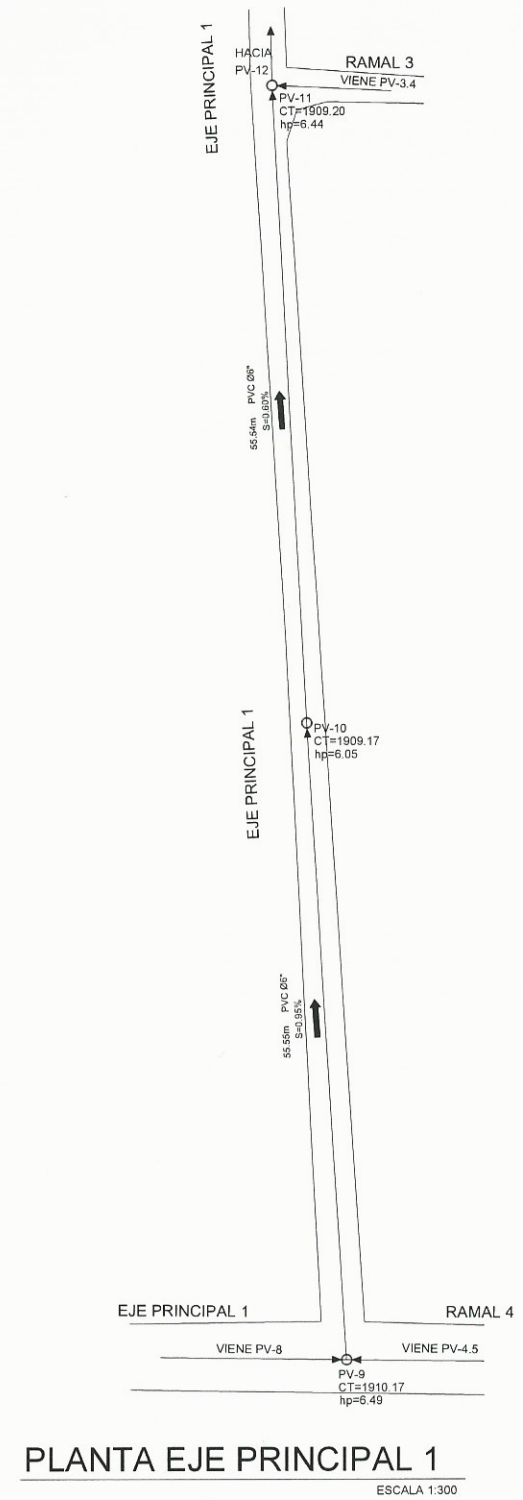 EJE PRINCIPAL 1
HACIA
PV-12
RAMAL 3
VIENE PV-3.4
PV-11
CT=1909.20
hp=6.44
55.54m PVC Ø6"
S=0.60%
EJE PRINCIPAL 1
PV-10
CT=1909.17
hp=6.05
55.55m PVC Ø6"
S=0.95%
EJE PRINCIPAL 1
RAMAL 4
VIENE PV-8
VIENE PV-4.5
PV-9
CT=1910.17
hp=6.49
PLANTA EJE PRINCIPAL 1
ESCALA 1:300